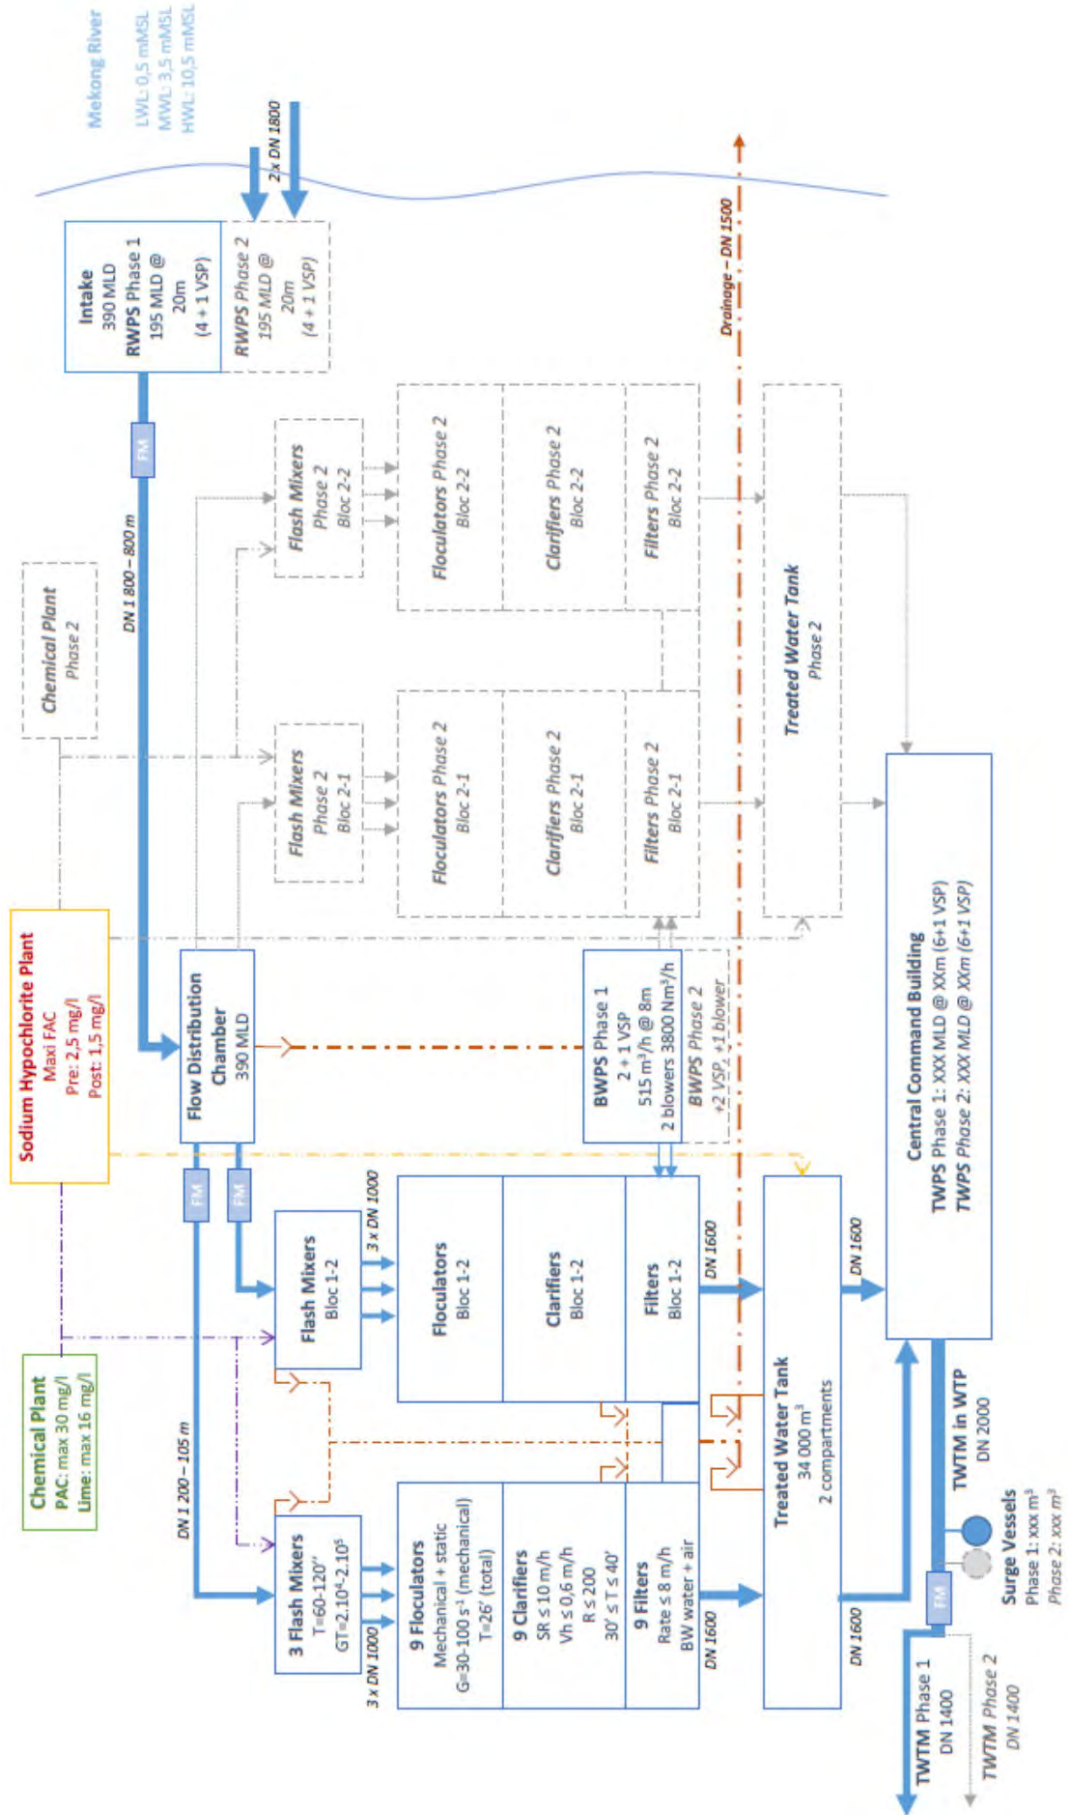 Mekong River
LWL: 0,5 mMSL
MWL: 3,5 mMSL
HWL: 10,5 mMSL
2 x DN 1800
Intake
390 MLD
RWPS Phase 1
195 MLD @
20m
(4 + 1 VSP)
RWPS Phase 2
195 MLD @
20m
(4 + 1 VSP)
FM
DN 1 800 – 800 m
Chemical Plant
Phase 2
Sodium Hypochlorite Plant
Maxi FAC
Pre: 2,5 mg/l
Post: 1,5 mg/l
Chemical Plant
PAC: max 30 mg/l
Lime: max 16 mg/l
Flow Distribution
Chamber
390 MLD
FM
FM
DN 1 200 – 105 m
3 Flash Mixers
T=60-120''
GT=2.10⁴-2.10⁵
Flash Mixers
Bloc 1-2
Flash Mixers
Phase 2
Bloc 2-1
Flash Mixers
Phase 2
Bloc 2-2
3 x DN 1000
3 x DN 1000
9 Floculators
Mechanical + static
G=30-100 s⁻¹ (mechanical)
T=26' (total)
9 Clarifiers
SR ≤ 10 m/h
Vh ≤ 0,6 m/h
R ≤ 200
30' ≤ T ≤ 40'
9 Filters
Rate ≤ 8 m/h
BW water + air
Floculators
Bloc 1-2
Clarifiers
Bloc 1-2
Filters
Bloc 1-2
BWPS Phase 1
2 + 1 VSP
515 m³/h @ 8m
2 blowers 3800 Nm³/h
BWPS Phase 2
+2 VSP, +1 blower
Floculators Phase 2
Bloc 2-1
Clarifiers Phase 2
Bloc 2-1
Filters Phase 2
Bloc 2-1
Floculators Phase 2
Bloc 2-2
Clarifiers Phase 2
Bloc 2-2
Filters Phase 2
Bloc 2-2
Drainage – DN 1500
DN 1600
DN 1600
Treated Water Tank
34 000 m³
2 compartments
Treated Water Tank
Phase 2
DN 1600
DN 1600
Central Command Building
TWPS Phase 1: XXX MLD @ XXm (6+1 VSP)
TWPS Phase 2: XXX MLD @ XXm (6+1 VSP)
TWTM in WTP
DN 2000
FM
Surge Vessels
Phase 1: xxx m³
Phase 2: xxx m³
TWTM Phase 1
DN 1400
TWTM Phase 2
DN 1400